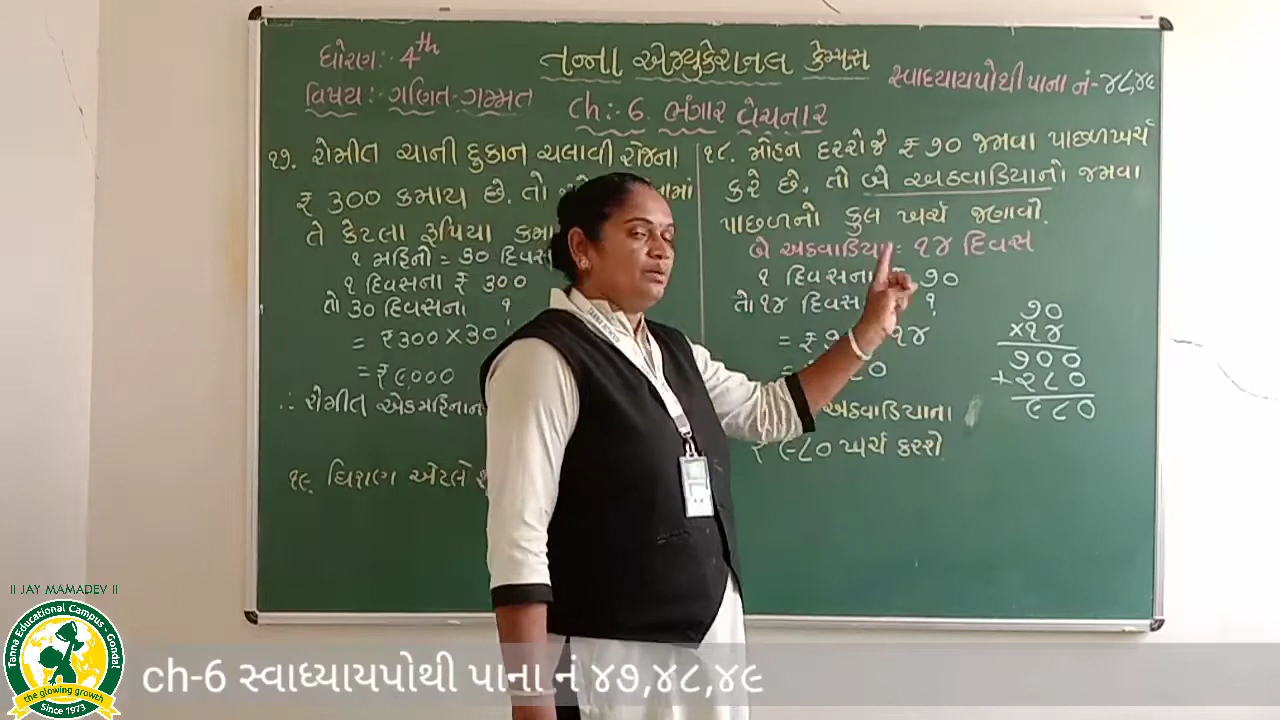 ધોરણ:- 4th
તન્ના એજ્યુકેશનલ કેમ્પસ
સ્વાધ્યાયપોથી પાના નં-૪૮,૪૯
વિષય:- ગણિત-ગમ્મત
ch:- 6. ભંગાર વેચનાર
૧૭. રોમીત ચાની દુકાન ચલાવી રોજના
₹ ૩૦૦ કમાય છે. તો
તે કેટલા રૂપિયા
૧ મહિનો = ૩૦ દિવસ
૧ દિવસના ₹ ૩૦૦
તો 30 દિવસના ?
= ₹૩૦૦ × ૩૦
= ₹૯,૦૦૦
∴ રોમીત એક મહિનાના
૧૯. ધિરાણ એટલે
૧૮. મોહન દરરોજે ₹ ૭૦ જમવા પાછળ ખર્ચ
કરે છે. તો બે અઠવાડિયાનો જમવા
પાછળનો કુલ ખર્ચ જણાવો.
બે અઠવાડિયા = ૧૪ દિવસ
૧ દિવસના ₹ ૭૦
તો ૧૪ દિવસ ?
= ₹ ૧૪
=
અઠવાડિયાના
₹ ૯૮૦ ખર્ચ કરશે.
૭૦
×૧૪
૭૦૦
+૨૮૦
૯૮૦
II JAY MAMADEV II
Tanna Educational Campus- Gondal
the glowing growth
Since 1973
ch-6 સ્વાધ્યાયપોથી પાના નં ૪૭,૪૮,૪૯